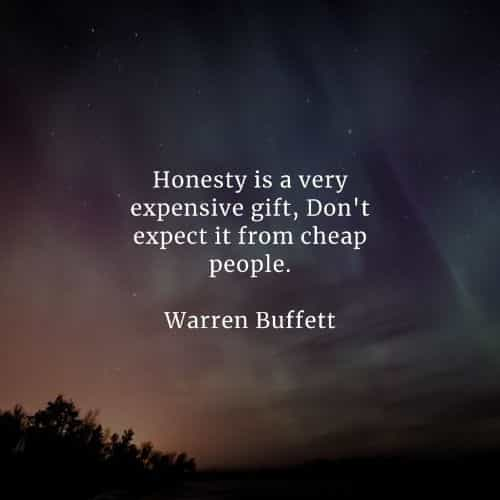 Honesty is a very
expensive gift, Don't
expect it from cheap
people.
Warren Buffett